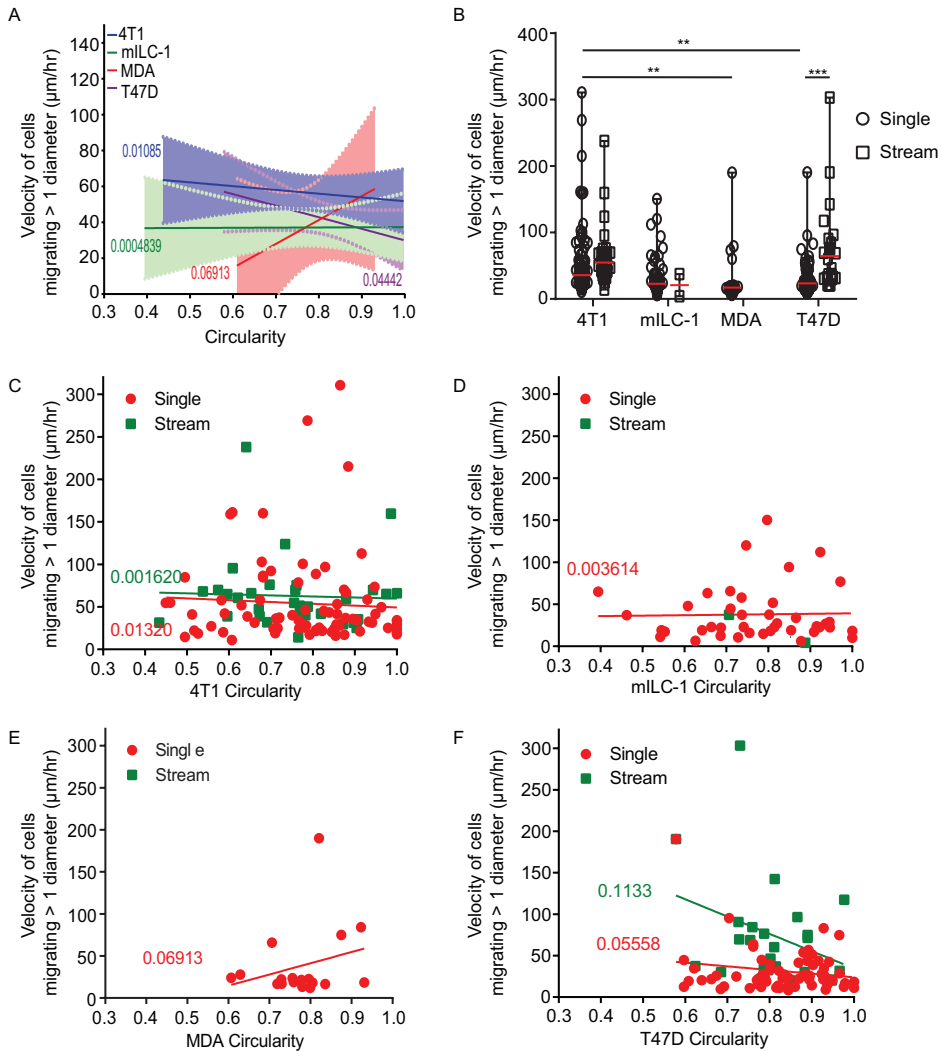 A
Velocity of cells
migrating > 1 diameter (µm/hr)
140
120
100
80
60
40
20
0
4T1
mILC-1
MDA
T47D
0.01085
0.0004839
0.06913
0.04442
0.3 0.4 0.5 0.6 0.7 0.8 0.9 1.0
Circularity
B
Velocity of cells
migrating > 1 diameter (µm/hr)
400
300
200
100
0
**
**
***
Single
Stream
4T1 mILC-1 MDA T47D
C
Velocity of cells
migrating > 1 diameter (µm/hr)
300
250
200
150
100
50
0
Single
Stream
0.001620
0.01320
0.3 0.4 0.5 0.6 0.7 0.8 0.9 1.0
4T1 Circularity
D
Velocity of cells
migrating > 1 diameter (µm/hr)
300
250
200
150
100
50
0
Single
Stream
0.003614
0.3 0.4 0.5 0.6 0.7 0.8 0.9 1.0
mILC-1 Circularity
E
Velocity of cells
migrating > 1 diameter (µm/hr)
300
250
200
150
100
50
0
Singl e
Stream
0.06913
0.3 0.4 0.5 0.6 0.7 0.8 0.9 1.0
MDA Circularity
F
Velocity of cells
migrating > 1 diameter (µm/hr)
300
250
200
150
100
50
0
Single
Stream
0.1133
0.05558
0.3 0.4 0.5 0.6 0.7 0.8 0.9 1.0
T47D Circularity